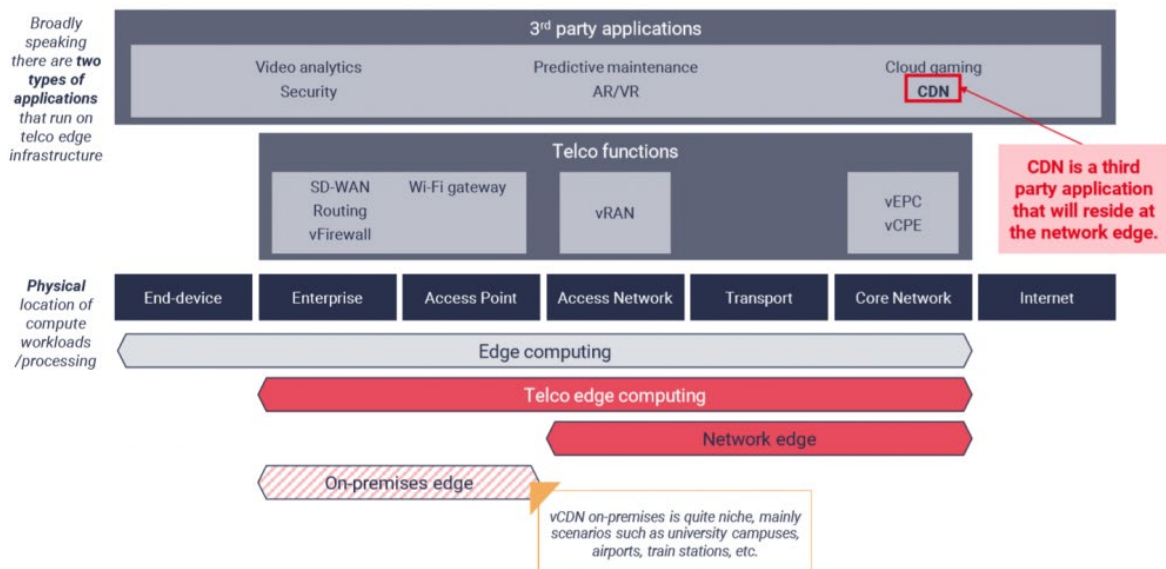 Broadly
speaking
there are two
types of
applications
that run on
telco edge
infrastructure
3rd party applications
Video analytics
Security
Predictive maintenance
AR/VR
Cloud gaming
CDN
CDN is a third
party application
that will reside at
the network edge.
Telco functions
SD-WAN
Routing
vFirewall
Wi-Fi gateway
vRAN
vEPC
vCPE
Physical
location of
compute
workloads
/processing
End-device
Enterprise
Access Point
Access Network
Transport
Core Network
Internet
Edge computing
Telco edge computing
Network edge
On-premises edge
vCDN on-premises is quite niche, mainly
scenarios such as university campuses,
airports, train stations, etc.